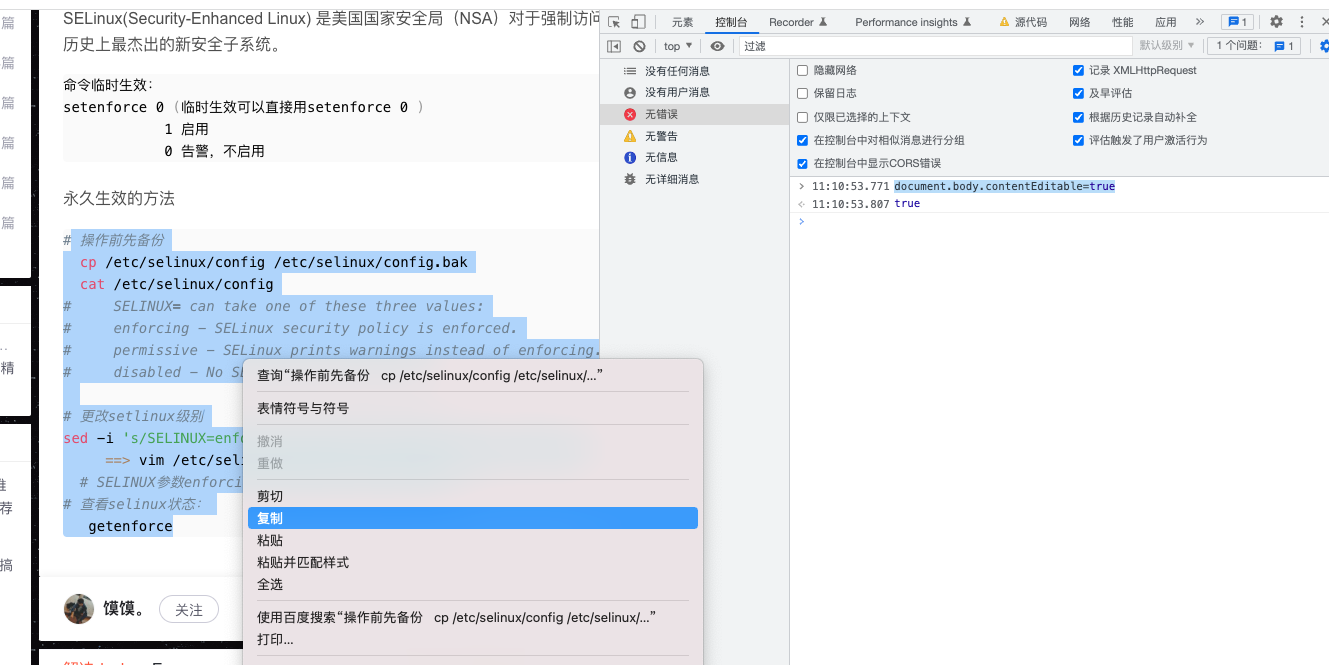 篇
篇
篇
篇
篇
篇
精
荐
搞
SELinux(Security-Enhanced Linux) 是美国国家安全局（NSA）对于强制访问
历史上最杰出的新安全子系统。
命令临时生效：
setenforce 0 （临时生效可以直接用setenforce 0 ）
1 启用
0 告警，不启用
永久生效的方法
# 操作前先备份
cp /etc/selinux/config /etc/selinux/config.bak
cat /etc/selinux/config
# SELINUX= can take one of these three values:
# enforcing - SELinux security policy is enforced.
# permissive - SELinux prints warnings instead of enforcing.
# disabled - No SE
# 更改setlinux级别
sed -i 's/SELINUX=enfo
==> vim /etc/seli
# SELINUX参数enforci
# 查看selinux状态：
getenforce
馍馍。 关注
查询“操作前先备份 cp /etc/selinux/config /etc/selinux/...”
表情符号与符号
撤消
重做
剪切
复制
粘贴
粘贴并匹配样式
全选
使用百度搜索“操作前先备份 cp /etc/selinux/config /etc/selinux/...”
打印...
元素 控制台 Recorder Performance insights 源代码 网络 性能 应用 » 1
top 过滤 默认级别 1 个问题： 1
没有任何消息
没有用户消息
无错误
无警告
无信息
无详细消息
隐藏网络 记录 XMLHttpRequest
保留日志 及早评估
仅限已选择的上下文 根据历史记录自动补全
在控制台中对相似消息进行分组 评估触发了用户激活行为
在控制台中显示CORS错误
> 11:10:53.771 document.body.contentEditable=true
11:10:53.807 true
>